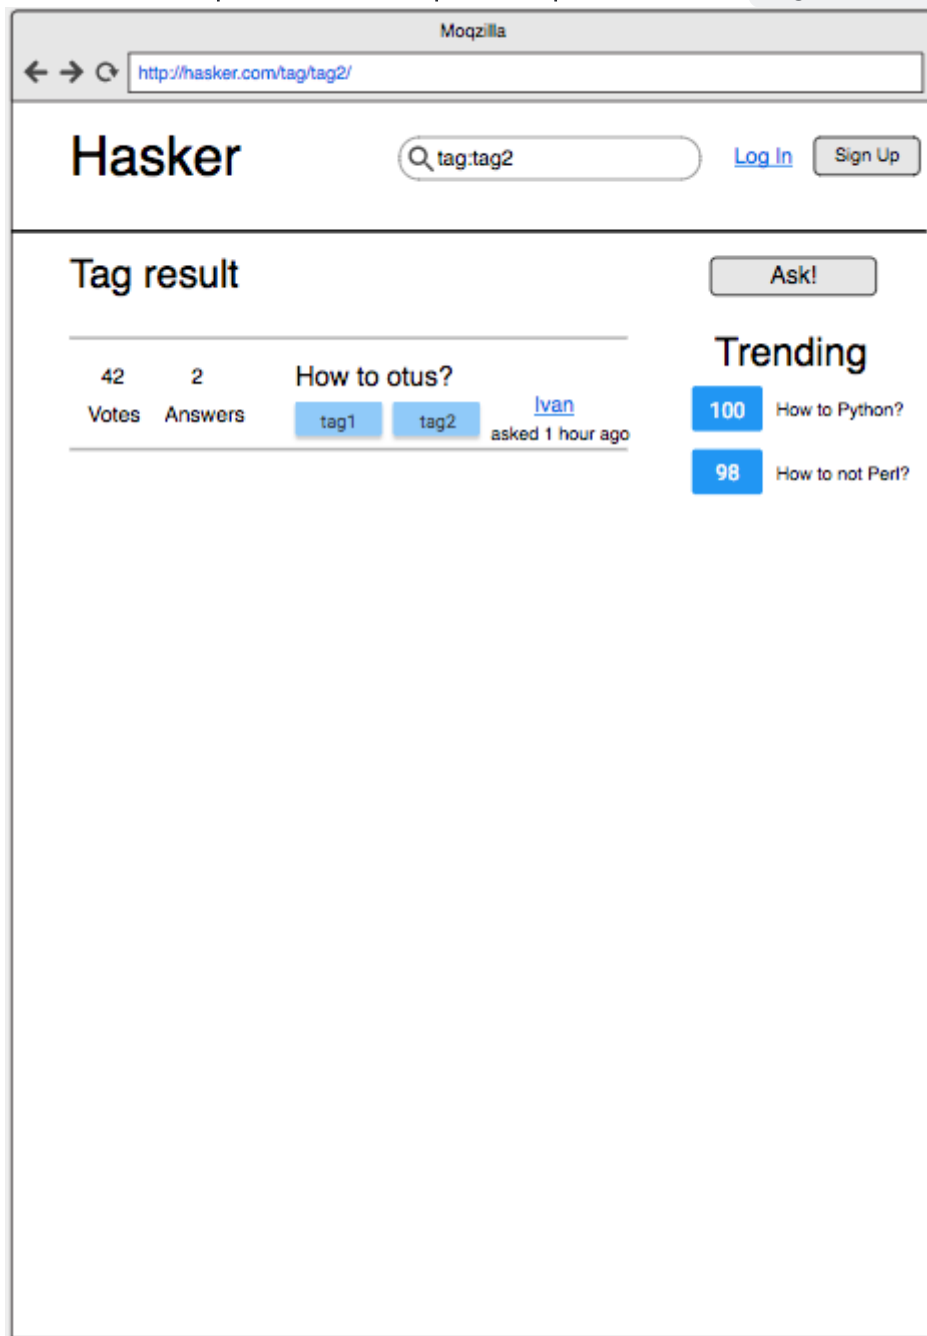 Moqzilla
http://hasker.com/tag/tag2/
Hasker
tag:tag2
Log In
Sign Up
Tag result
Ask!
42
Votes
2
Answers
How to otus?
tag1
tag2
Ivan
asked 1 hour ago
Trending
100 How to Python?
98 How to not Perl?